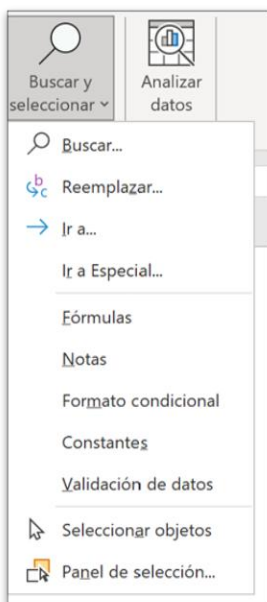 Buscar y
seleccionar
Analizar
datos
Buscar...
Reemplazar...
Ir a...
Ir a Especial...
Fórmulas
Notas
Formato condicional
Constantes
Validación de datos
Seleccionar objetos
Panel de selección...